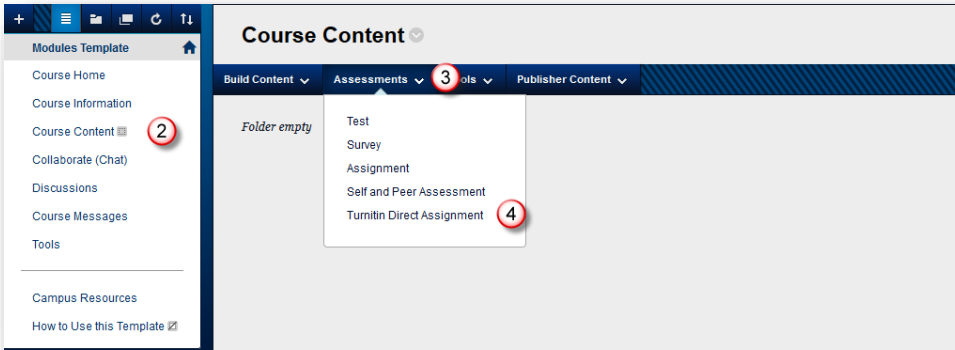 Modules Template
Course Home
Course Information
Course Content
2
Collaborate (Chat)
Discussions
Course Messages
Tools
Campus Resources
How to Use this Template
Course Content
Build Content Assessments 3 ols Publisher Content
Folder empty
Test
Survey
Assignment
Self and Peer Assessment
Turnitin Direct Assignment 4